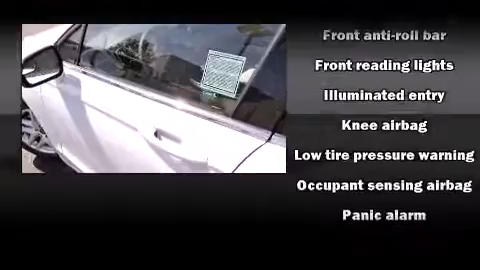 Front anti-roll bar
Front reading lights
Illuminated entry
Knee airbag
Low tire pressure warning
Occupant sensing airbag
Panic alarm